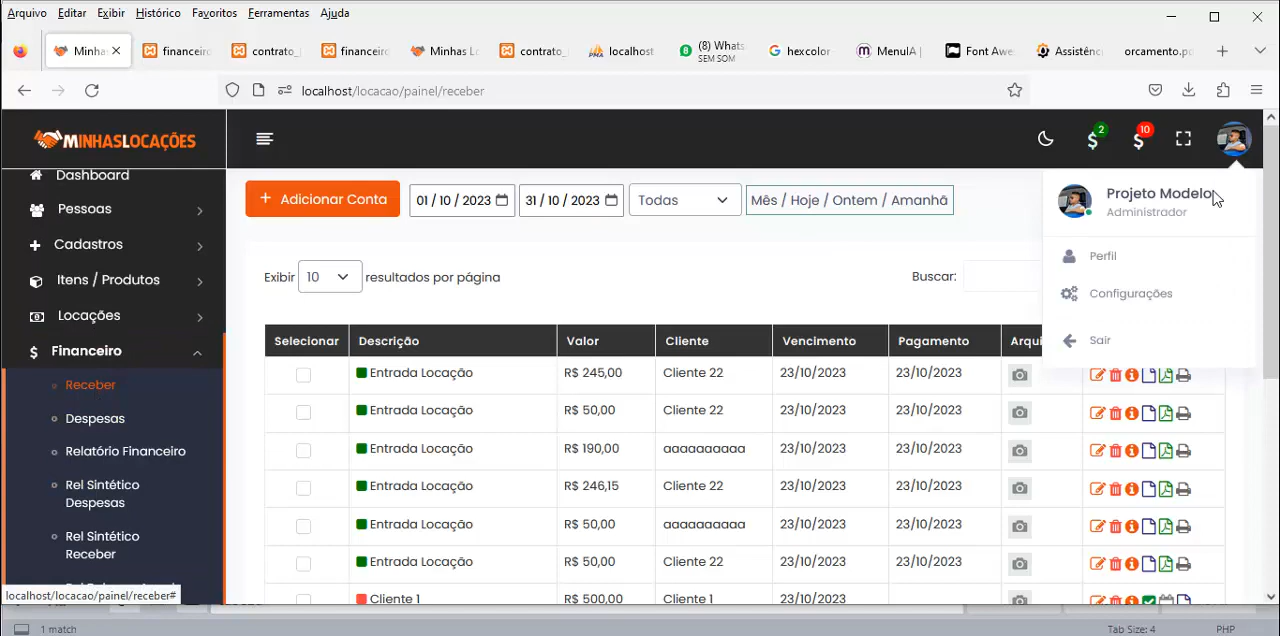 Arquivo Editar Exibir Histórico Favoritos Ferramentas Ajuda
Minha financeiro contrato_ financeiro Minhas Lo contrato_ localhost (8) Whats hexcolor MenuIA | Font Awe Assistênc orcamento.p
SEM SOM
localhost/locacao/painel/receber
MINHASLOCAÇÕES
2 10
Dashboard
Pessoas
Cadastros
Itens / Produtos
Locações
Financeiro
Receber
Despesas
Relatório Financeiro
Rel Sintético
Despesas
Rel Sintético
Receber
localhost/locacao/painel/receber#
+ Adicionar Conta 01/10/2023 31/10/2023 Todas Mês / Hoje / Ontem / Amanhã
Projeto Modelo
Administrador
Perfil
Configurações
Sair
Exibir 10 resultados por página Buscar:
Selecionar Descrição Valor Cliente Vencimento Pagamento Arqui
Entrada Locação R$ 245,00 Cliente 22 23/10/2023 23/10/2023
Entrada Locação R$ 50,00 Cliente 22 23/10/2023 23/10/2023
Entrada Locação R$ 190,00 aaaaaaaaaa 23/10/2023 23/10/2023
Entrada Locação R$ 246,15 Cliente 22 23/10/2023 23/10/2023
Entrada Locação R$ 50,00 aaaaaaaaaa 23/10/2023 23/10/2023
Entrada Locação R$ 50,00 Cliente 22 23/10/2023 23/10/2023
Cliente 1 R$ 500,00 Cliente 1 23/10/2023
1 match Tab Size: 4 PHP